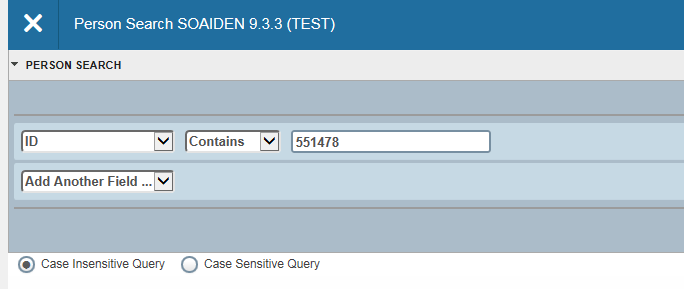 Person Search SOAIDEN 9.3.3 (TEST)
PERSON SEARCH
ID Contains 551478
Add Another Field ...
Case Insensitive Query Case Sensitive Query